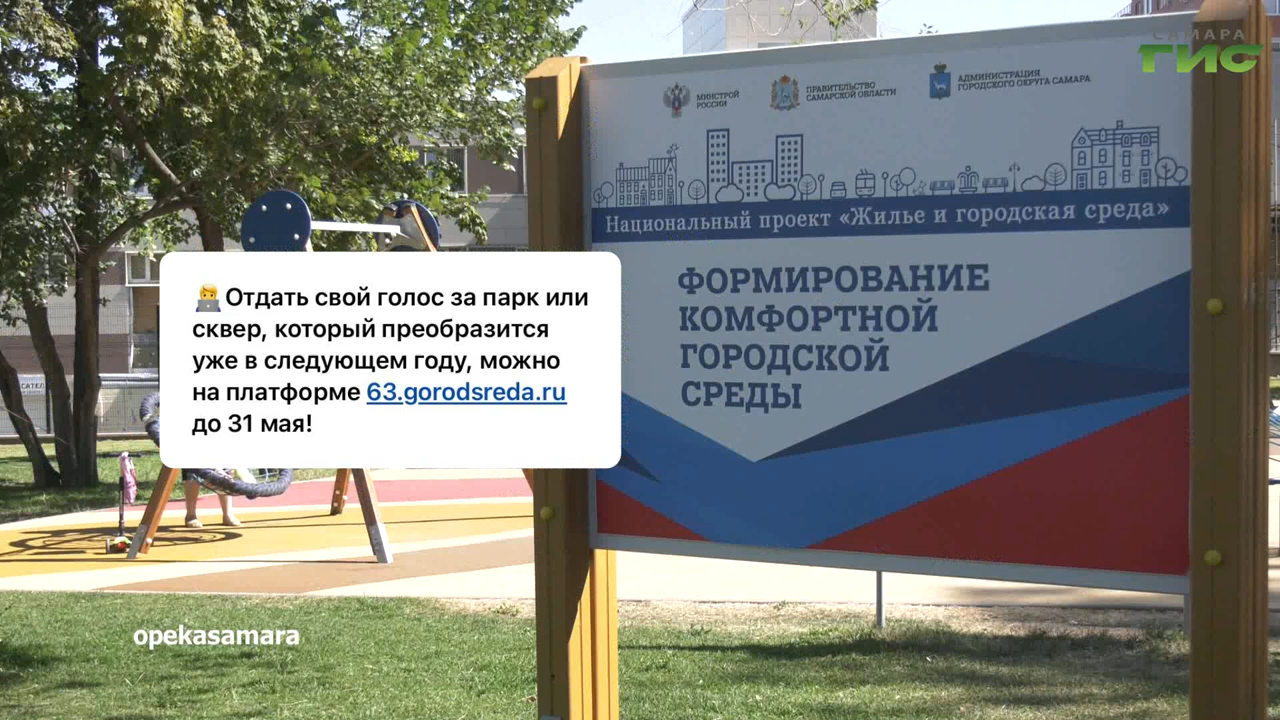 САМАРА
ГИС
МИНСТРОЙ
РОССИИ
ПРАВИТЕЛЬСТВО
САМАРСКОЙ ОБЛАСТИ
АДМИНИСТРАЦИЯ
ГОРОДСКОГО ОКРУГА САМАРА
Национальный проект «Жилье и городская среда»
ФОРМИРОВАНИЕ
КОМФОРТНОЙ
ГОРОДСКОЙ
СРЕДЫ
Отдать свой голос за парк или
сквер, который преобразится
уже в следующем году, можно
на платформе 63.gorodsreda.ru
до 31 мая!
opekasamara